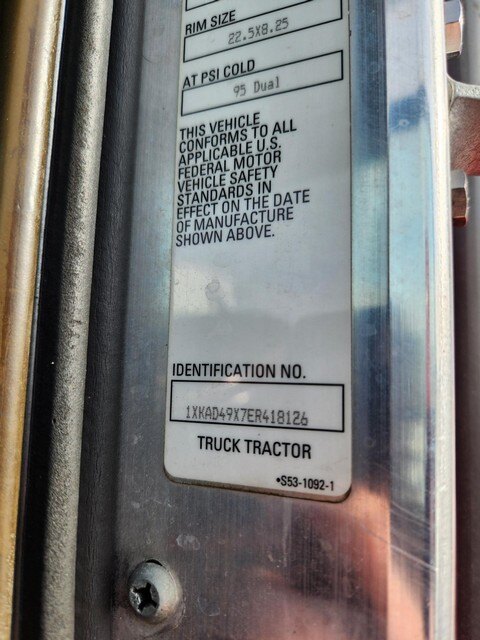 RIM SIZE
22.5X8.25
AT PSI COLD
95 Dual
THIS VEHICLE
CONFORMS TO ALL
APPLICABLE U.S.
FEDERAL MOTOR
VEHICLE SAFETY
STANDARDS IN
EFFECT ON THE DATE
OF MANUFACTURE
SHOWN ABOVE.
IDENTIFICATION NO.
1XKAD49X7ER418126
TRUCK TRACTOR
•S53-1092-1